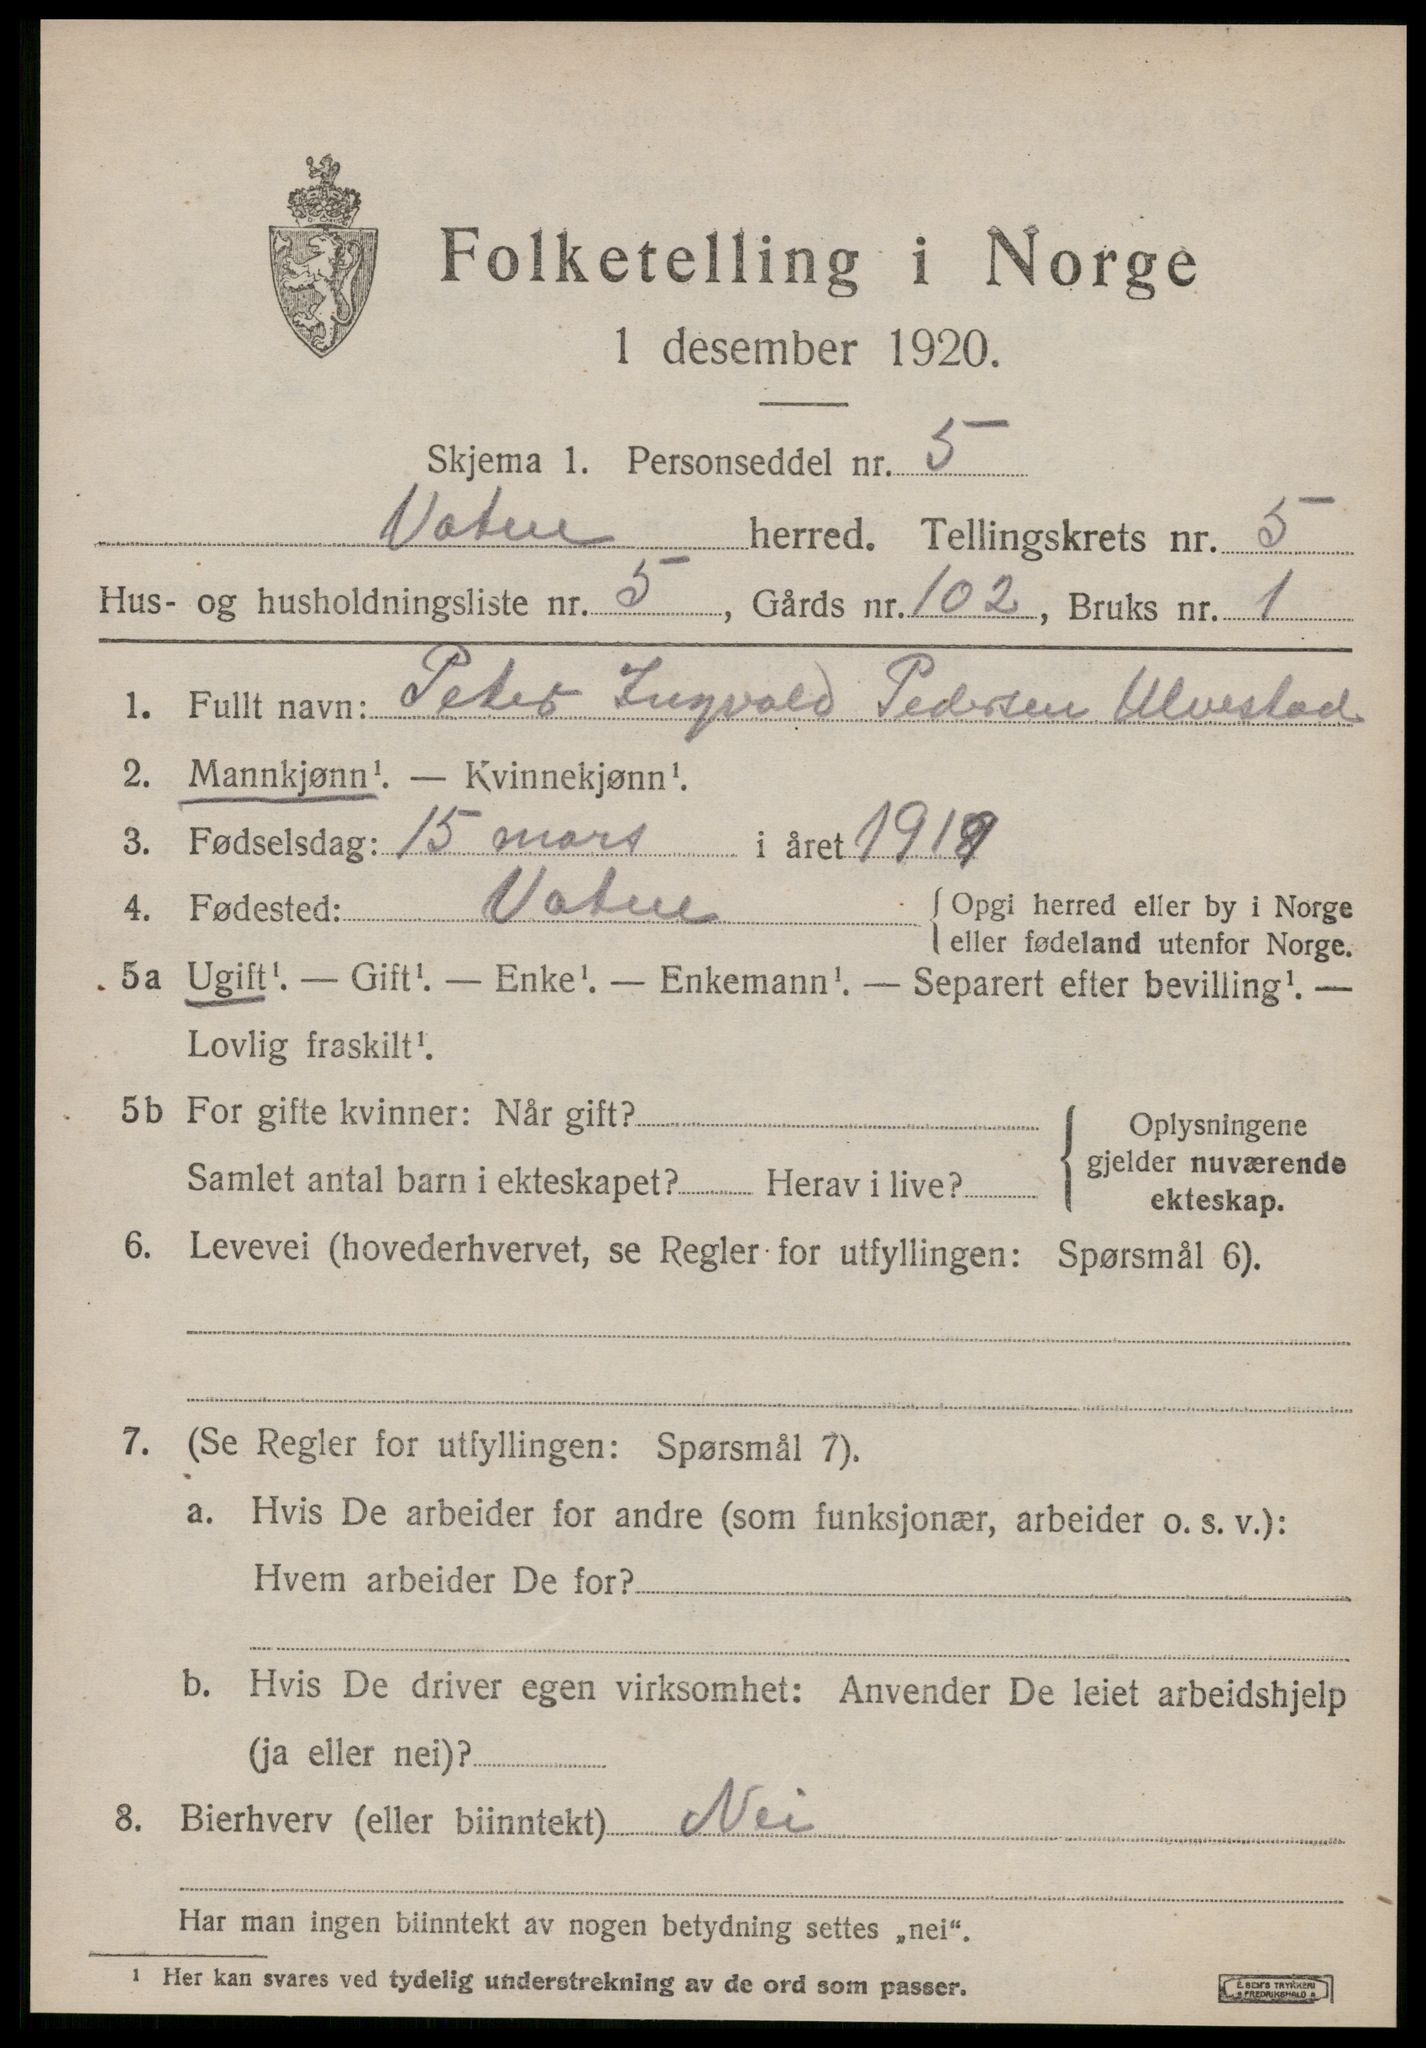 Folketelling i Norge
1 desember 1920.
Skjema 1. Personseddel nr. 5
Vatne herred. Tellingskrets nr. 5
Hus- og husholdningsliste nr. 5, Gårds nr. 102, Bruks nr. 1
1. Fullt navn: Peter Ingvald Pedersen Ulvestad
2. Mannkjønn¹. — Kvinnekjønn¹.
3. Fødselsdag: 15 mars i året
4. Fødested: Vatne
{ Opgi herred eller by i Norge
eller fødeland utenfor Norge.
5a Ugift¹. — Gift¹. — Enke¹. — Enkemann¹. — Separert efter bevilling¹. —
Lovlig fraskilt¹.
5b For gifte kvinner: Når gift?
Samlet antal barn i ekteskapet? Herav i live?
{ Oplysningene
gjelder nuværende
ekteskap.
6. Levevei (hovederhvervet, se Regler for utfyllingen: Spørsmål 6).
7. (Se Regler for utfyllingen: Spørsmål 7).
a. Hvis De arbeider for andre (som funksjonær, arbeider o. s. v.):
Hvem arbeider De for?
b. Hvis De driver egen virksomhet: Anvender De leiet arbeidshjelp
(ja eller nei)?
8. Bierhverv (eller biinntekt) Nei
Har man ingen biinntekt av nogen betydning settes „nei“.
¹ Her kan svares ved tydelig understrekning av de ord som passer.
E. SEM'S TRYKKERI
FREDRIKSHALD